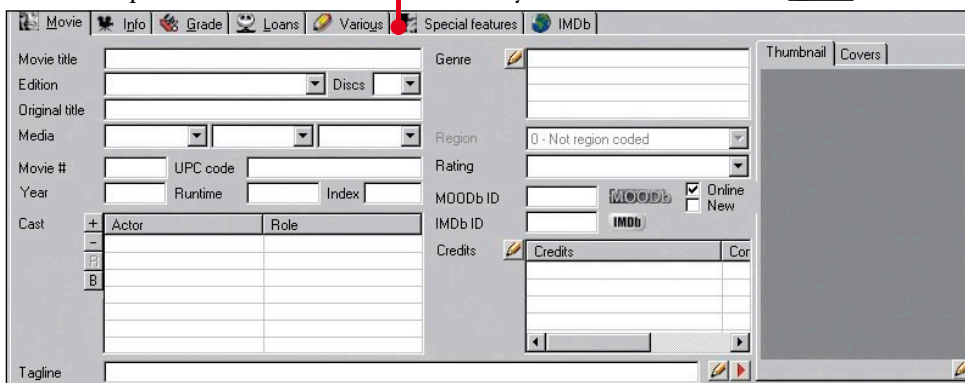 Movie Info Grade Loans Various Special features IMDb
Movie title
Edition Discs
Original title
Media
Movie # UPC code
Year Runtime Index
Cast + Actor Role
-
R
B
Tagline
Genre
Region 0 - Not region coded
Rating
MOODb ID MOODb Online
New
IMDb ID IMDb
Credits Credits Cor
Thumbnail Covers